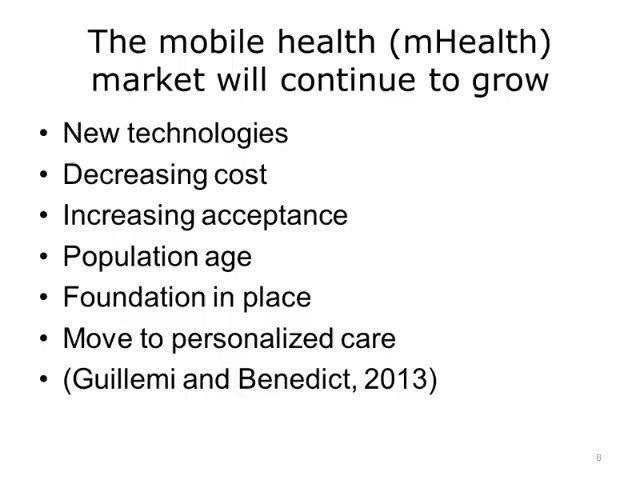 The mobile health (mHealth)
market will continue to grow
• New technologies
• Decreasing cost
• Increasing acceptance
• Population age
• Foundation in place
• Move to personalized care
• (Guillemi and Benedict, 2013)
8